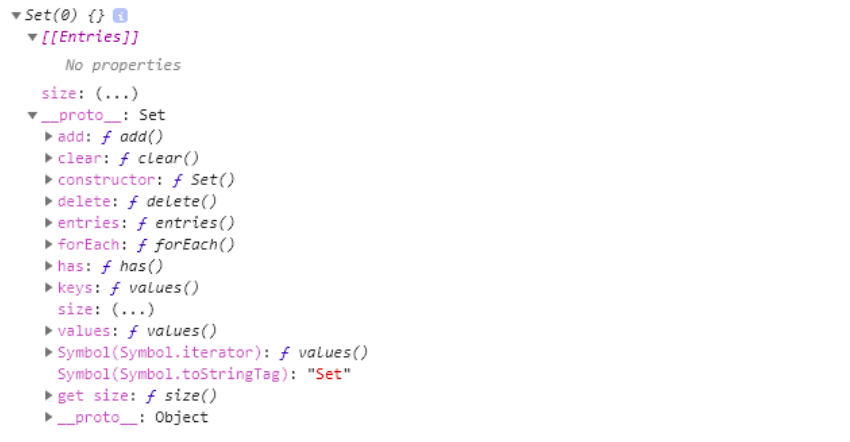 Set(0) {} i
[[Entries]]
No properties
size: (...)
__proto__: Set
add: ƒ add()
clear: ƒ clear()
constructor: ƒ Set()
delete: ƒ delete()
entries: ƒ entries()
forEach: ƒ forEach()
has: ƒ has()
keys: ƒ values()
size: (...)
values: ƒ values()
Symbol(Symbol.iterator): ƒ values()
Symbol(Symbol.toStringTag): "Set"
get size: ƒ size()
__proto__: Object